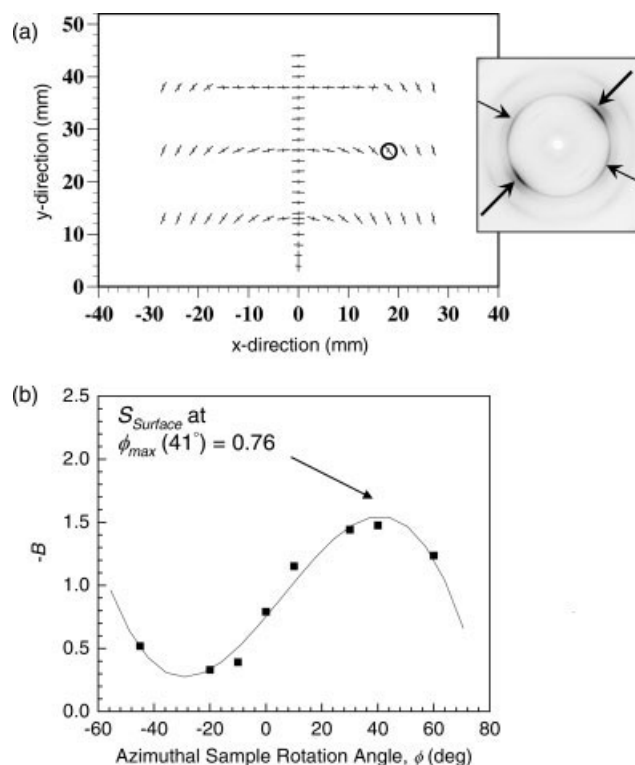 (a)
60
50
40
30
20
10
0
y-direction (mm)
-40 -30 -20 -10 0 10 20 30 40
x-direction (mm)
(b)
2.5
2.0
1.5
1.0
0.5
0.0
-B
S_Surface at
ϕ_max (41°) = 0.76
-60 -40 -20 0 20 40 60 80
Azimuthal Sample Rotation Angle, ϕ (deg)